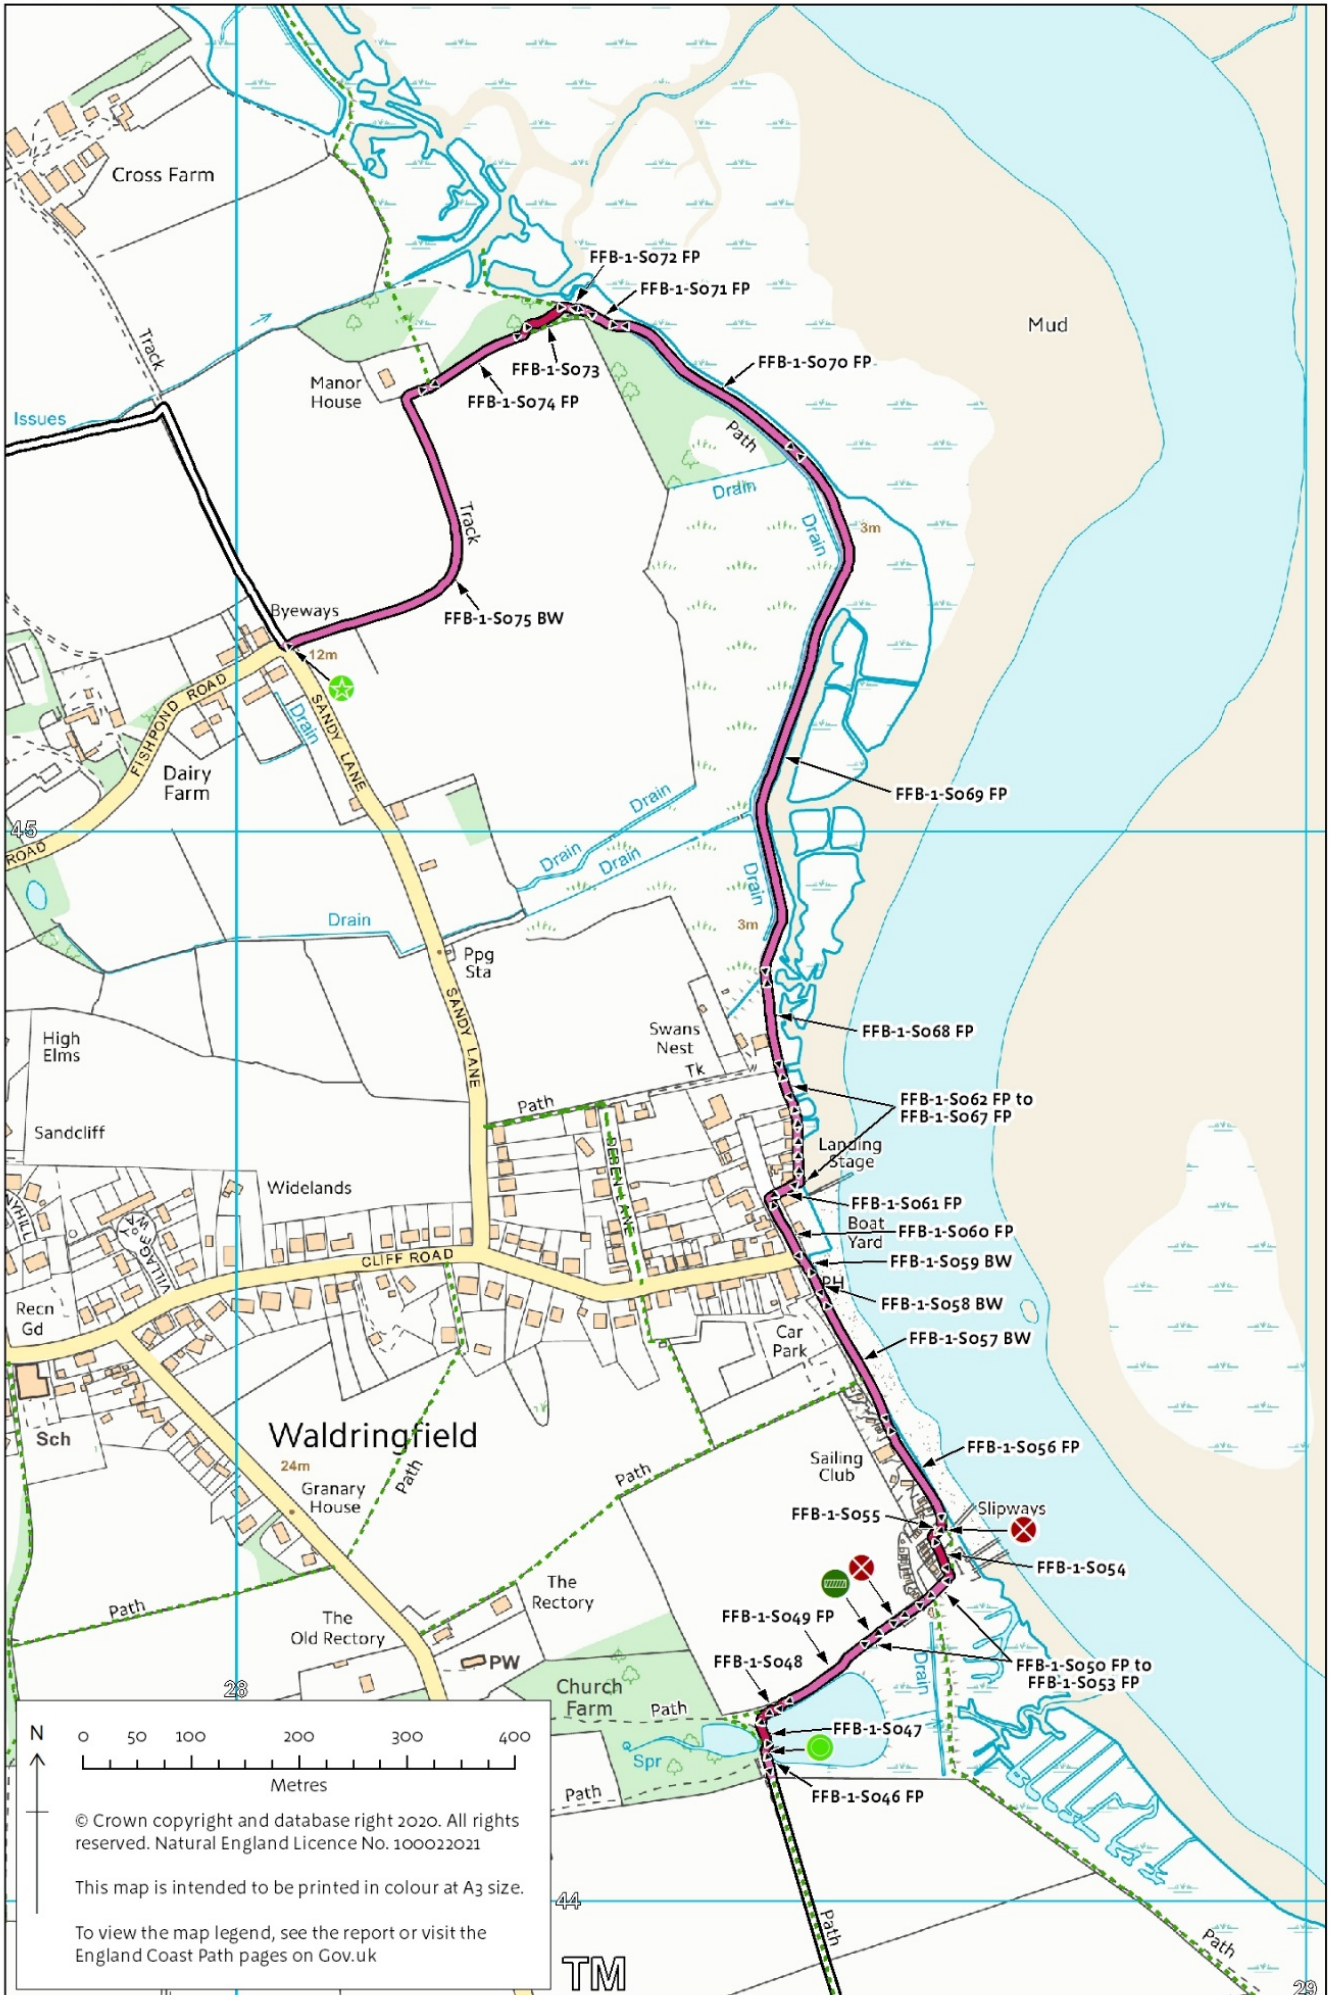 Cross Farm
FFB-1-S072 FP
FFB-1-S071 FP
Mud
Track
FFB-1-S070 FP
FFB-1-S073
Manor
House
FFB-1-S074 FP
Issues
Path
Drain
Track
Drain
3m
Byeways
FFB-1-S075 BW
12m
FISHPOND ROAD
SANDY LANE
Drain
Dairy
Farm
FFB-1-S069 FP
Drain
45
ROAD
Drain
Drain
Drain
Drain
3m
Ppg
Sta
SANDY LANE
High
Elms
Swans
Nest
FFB-1-S068 FP
Tk
Path
FFB-1-S062 FP to
FFB-1-S067 FP
Sandcliff
DEBEN LANE
Landing
Stage
Widelands
FFB-1-S061 FP
VILLAGE WAY
Boat
Yard
FFB-1-S060 FP
CLIFF ROAD
FFB-1-S059 BW
PH
FFB-1-S058 BW
Recn
Gd
Car
Park
FFB-1-S057 BW
Waldringfield
Sch
FFB-1-S056 FP
24m
Sailing
Club
Path
Path
Granary
House
Slipways
FFB-1-S055
FFB-1-S054
The
Rectory
Path
The
Old Rectory
FFB-1-S049 FP
PW
FFB-1-S048
Drain
FFB-1-S050 FP to
FFB-1-S053 FP
28
Church
Farm
Path
FFB-1-S047
Spr
Path
FFB-1-S046 FP
N
0 50 100 200 300 400
Metres
© Crown copyright and database right 2020. All rights
reserved. Natural England Licence No. 100022021
This map is intended to be printed in colour at A3 size.
To view the map legend, see the report or visit the
England Coast Path pages on Gov.uk
44
Path
Path
TM
29